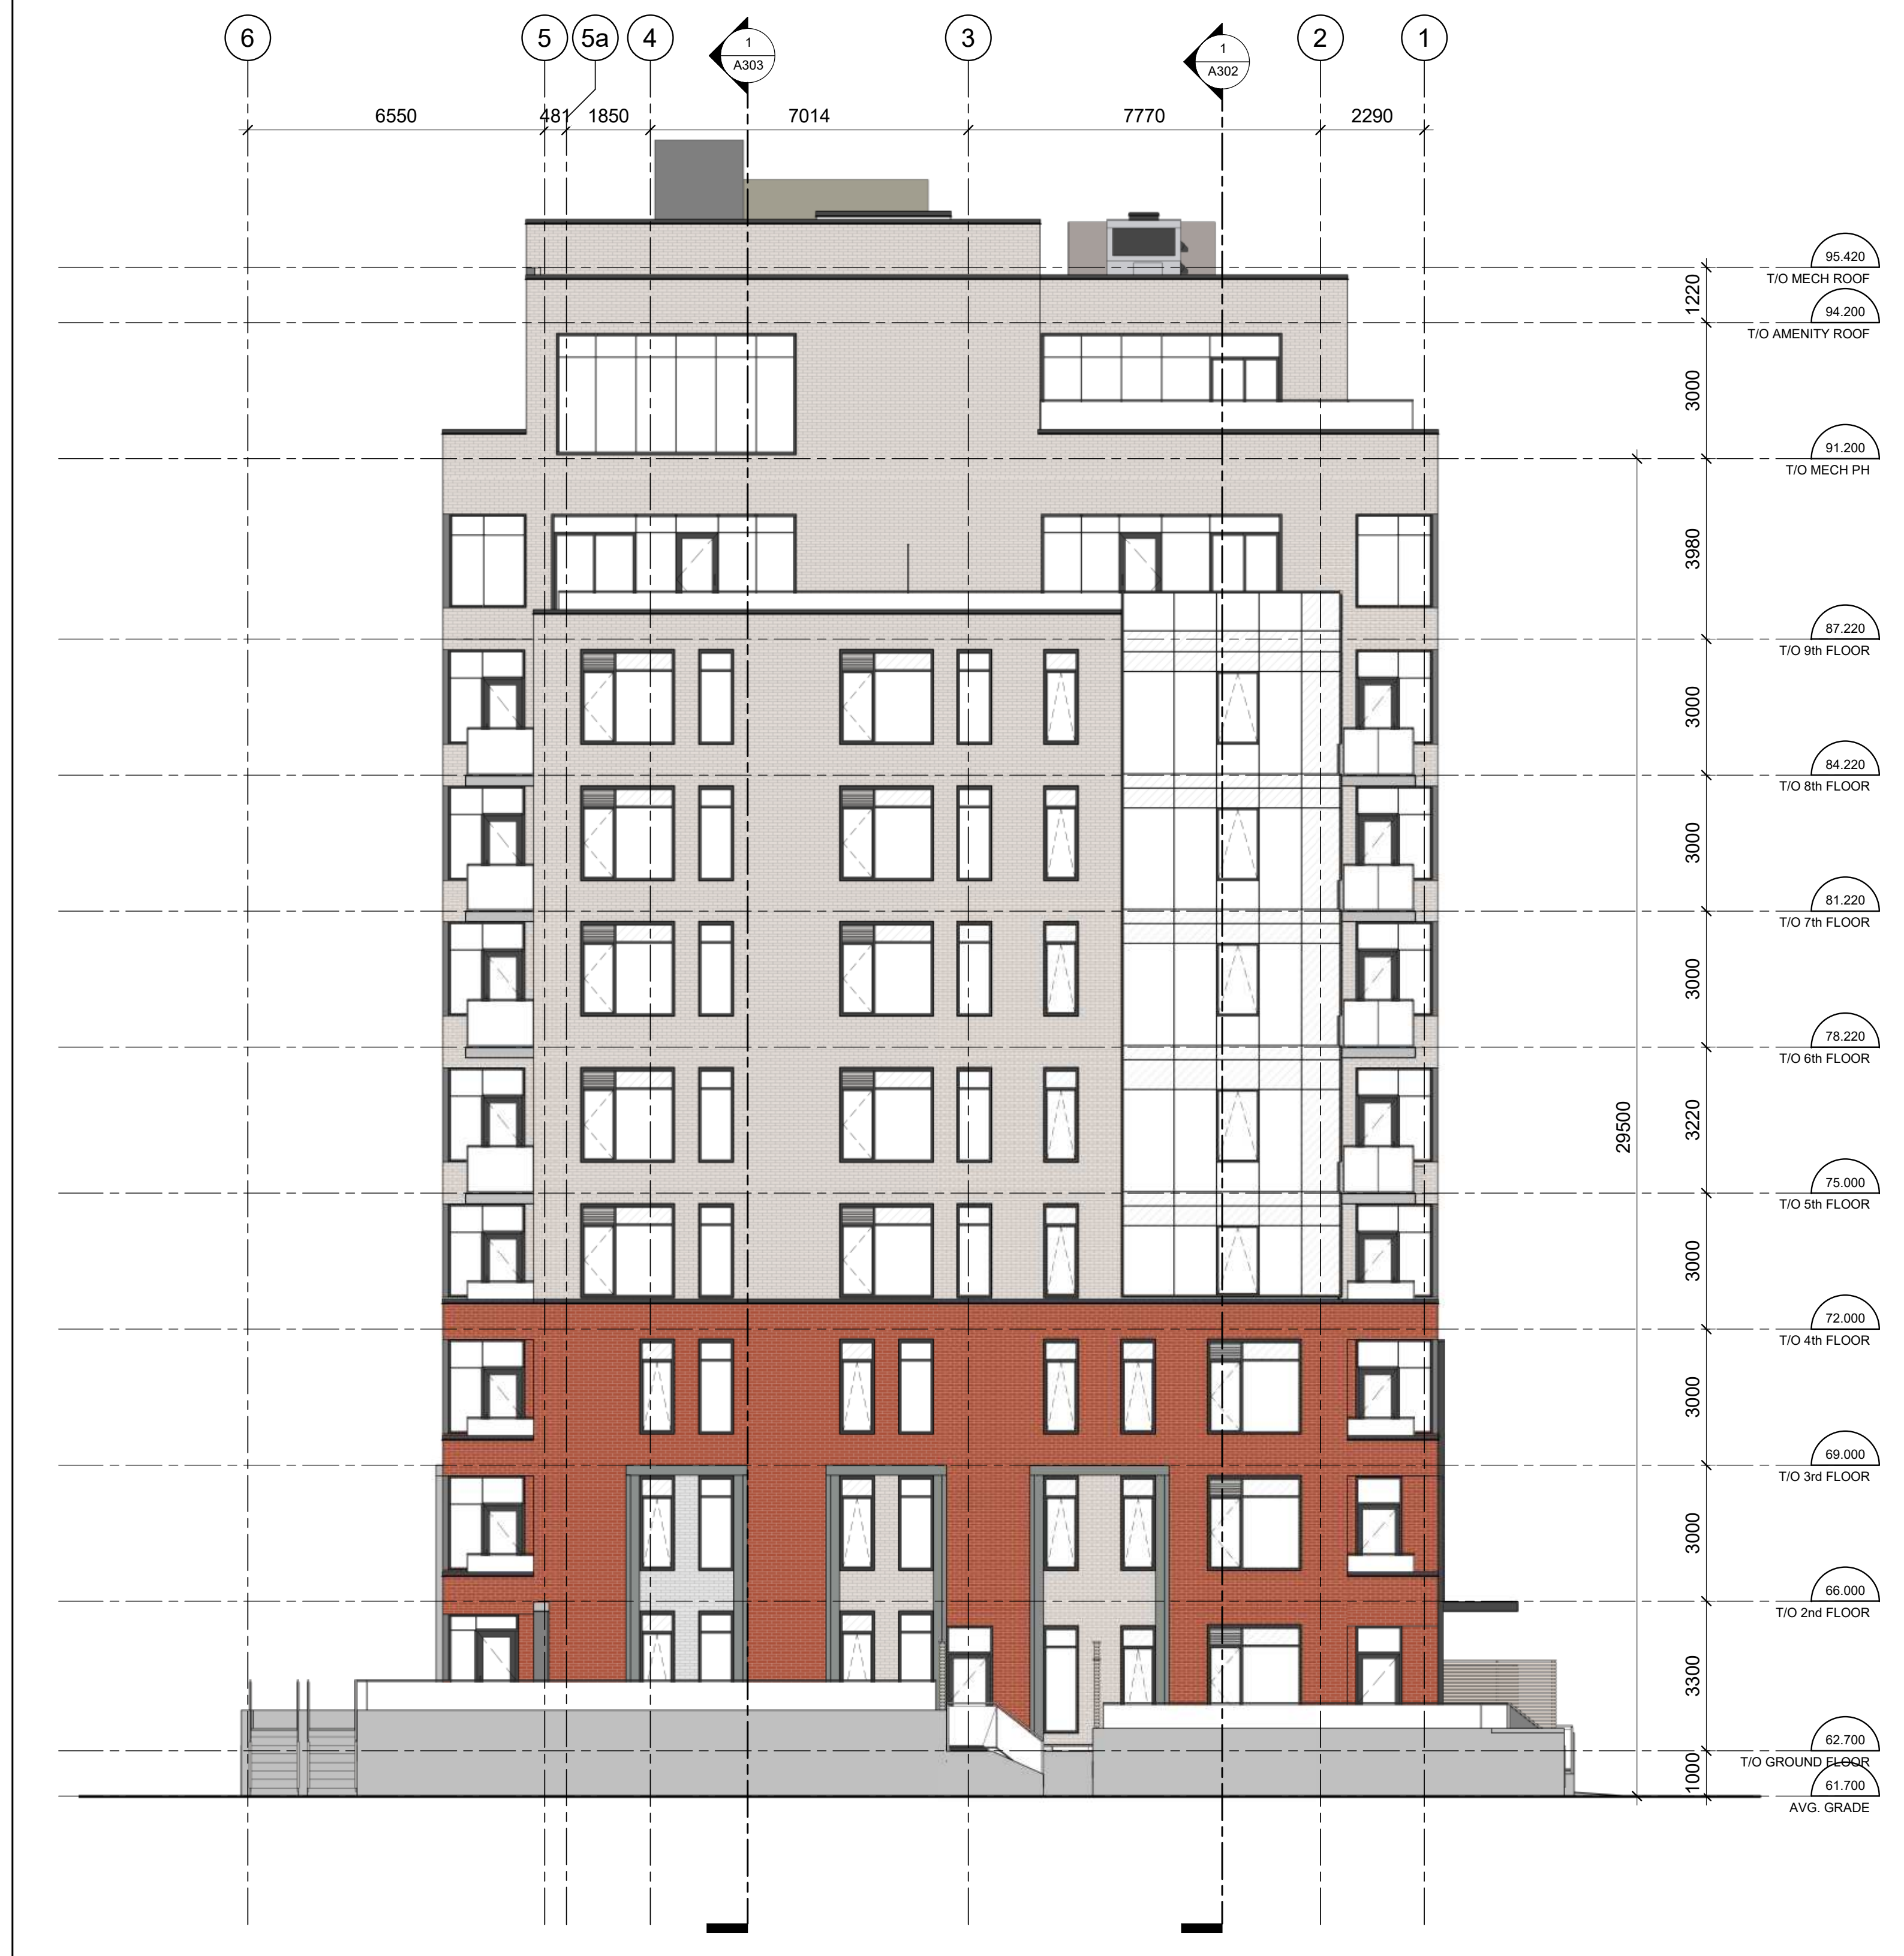 6
5
5a
4
1
A303
3
1
A302
2
1
6550
481
1850
7014
7770
2290
95.420
T/O MECH ROOF
1220
94.200
T/O AMENITY ROOF
3000
91.200
T/O MECH PH
3980
87.220
T/O 9th FLOOR
3000
84.220
T/O 8th FLOOR
3000
81.220
T/O 7th FLOOR
3000
78.220
T/O 6th FLOOR
29500
3220
75.000
T/O 5th FLOOR
3000
72.000
T/O 4th FLOOR
3000
69.000
T/O 3rd FLOOR
3000
66.000
T/O 2nd FLOOR
3300
62.700
T/O GROUND FLOOR
1000
61.700
AVG. GRADE